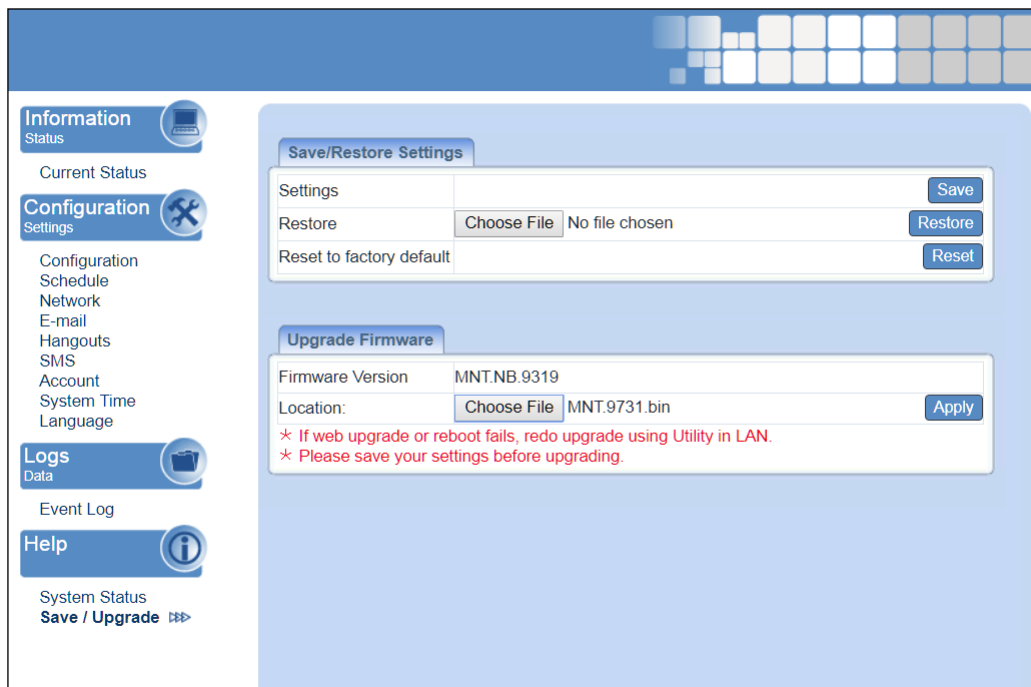 Information
Status
Current Status
Configuration
Settings
Configuration
Schedule
Network
E-mail
Hangouts
SMS
Account
System Time
Language
Logs
Data
Event Log
Help
System Status
Save / Upgrade
Save/Restore Settings
Settings Save
Restore Choose File No file chosen Restore
Reset to factory default Reset
Upgrade Firmware
Firmware Version MNT.NB.9319
Location: Choose File MNT.9731.bin Apply
* If web upgrade or reboot fails, redo upgrade using Utility in LAN.
* Please save your settings before upgrading.